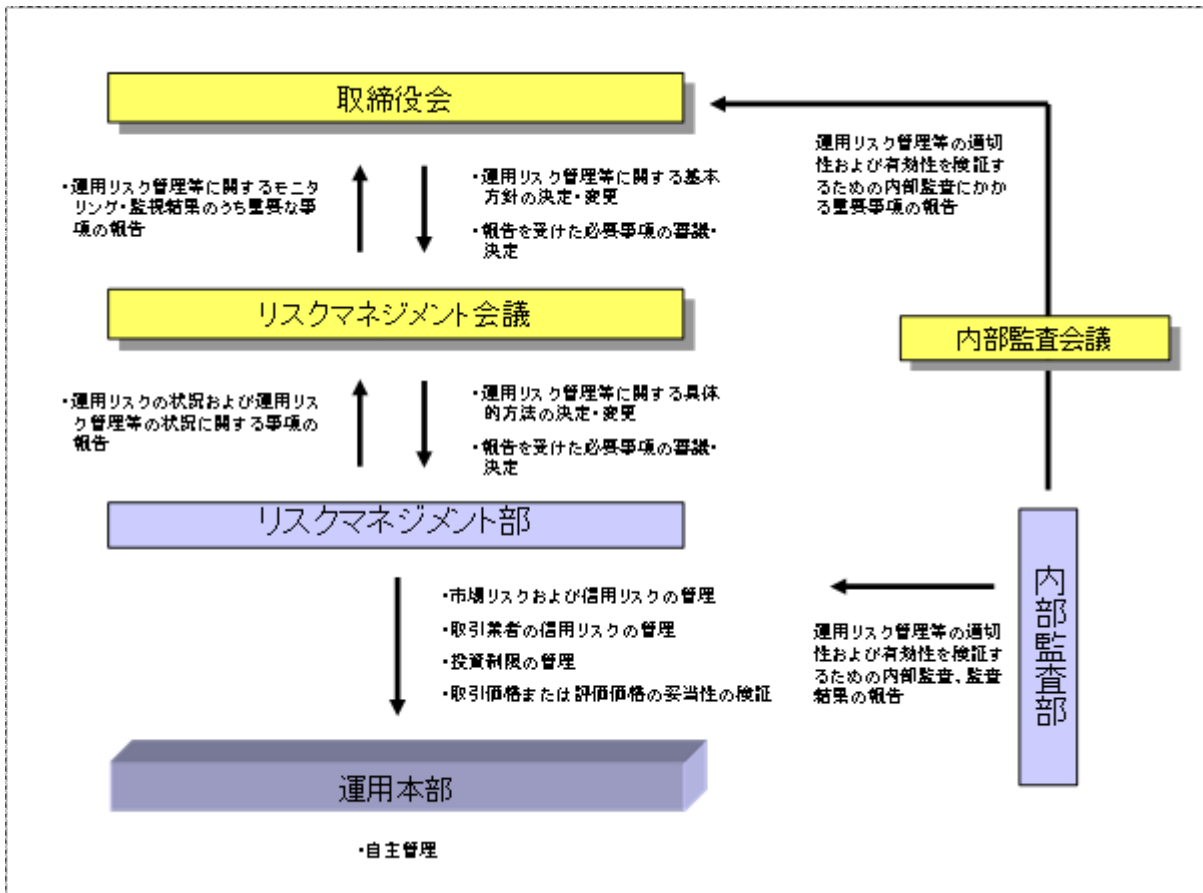 取締役会
・運用リスク管理等に関するモニ
タリング・監視結果のうち重要な事
項の報告
・運用リスク管理等に関する基本
方針の決定・変更
・報告を受けた必要事項の審議・
決定
運用リスク管理等の適切
性および有効性を検証す
るための内部監査にかか
る重要事項の報告
リスクマネジメント会議
内部監査会議
・運用リスクの状況および運用リス
ク管理等の状況に関する事項の
報告
・運用リスク管理等に関する具体
的方法の決定・変更
・報告を受けた必要事項の審議・
決定
リスクマネジメント部
・市場リスクおよび信用リスクの管理
・取引業者の信用リスクの管理
・投資制限の管理
・取引価格または評価価格の妥当性の検証
運用リスク管理等の適切
性および有効性を検証す
るための内部監査、監査
結果の報告
内部監査部
運用本部
・自主管理